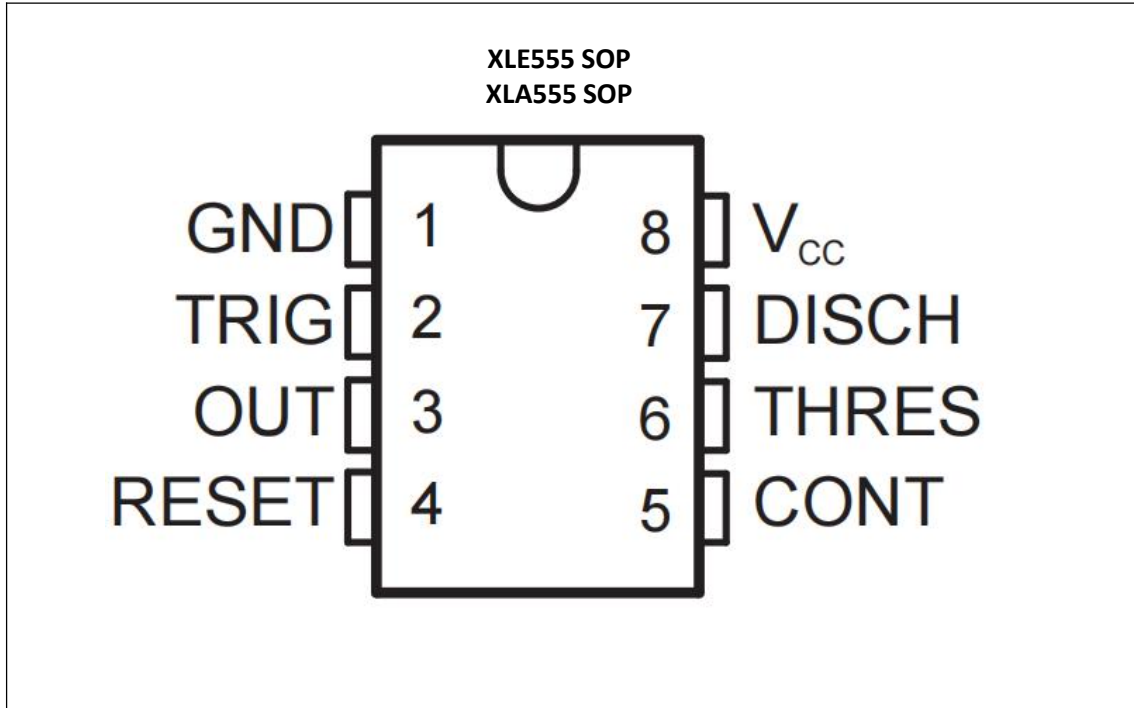 XLE555 SOP
XLA555 SOP
GND 1 8 VCC
TRIG 2 7 DISCH
OUT 3 6 THRES
RESET 4 5 CONT